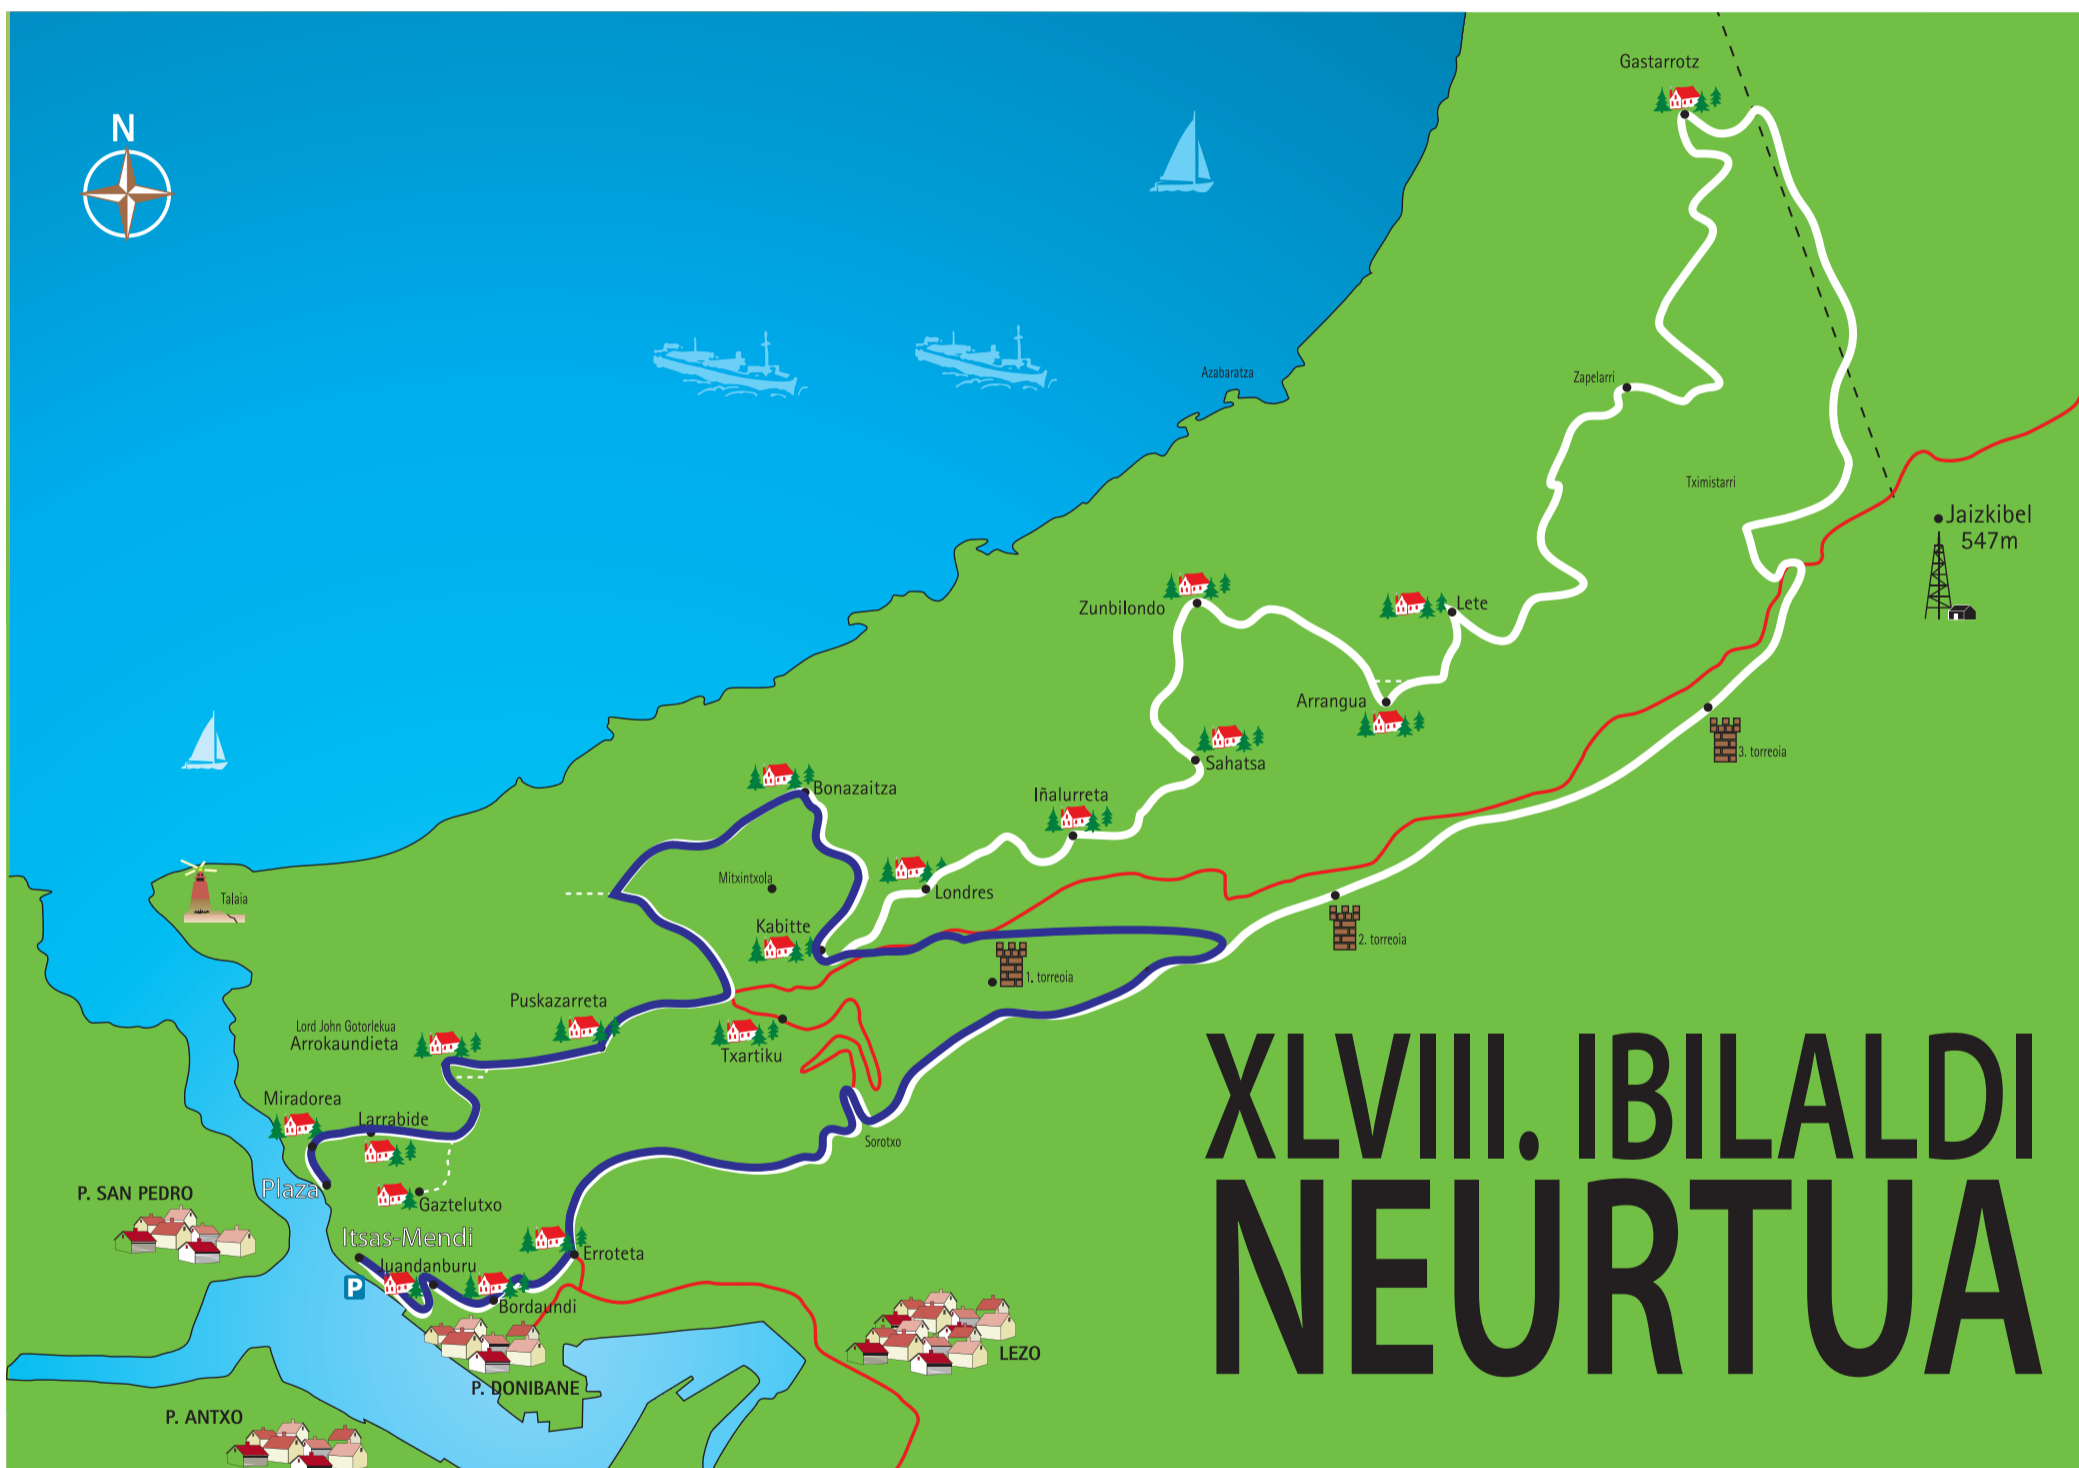 N
Gastarrotz
Azabaratza
Zapelarri
Tximistarri
Jaizkibel
547m
Zunbilondo
Lete
Arrangua
Sahatsa
3. torreoia
Bonazaitza
Iñalurreta
Mitxintxola
Londres
Talaia
Kabitte
2. torreoia
1. torreoia
Puskazarreta
Lord John Gotorlekua
Arrokaundieta
Txartiku
Miradorea
Larrabide
Sorotxo
Plaza
P. SAN PEDRO
Gaztelutxo
Itsas-Mendi
Erroteta
Juandanburu
P
Bordaundi
LEZO
P. DONIBANE
P. ANTXO
XLVIII. IBILALDI
NEURTUA